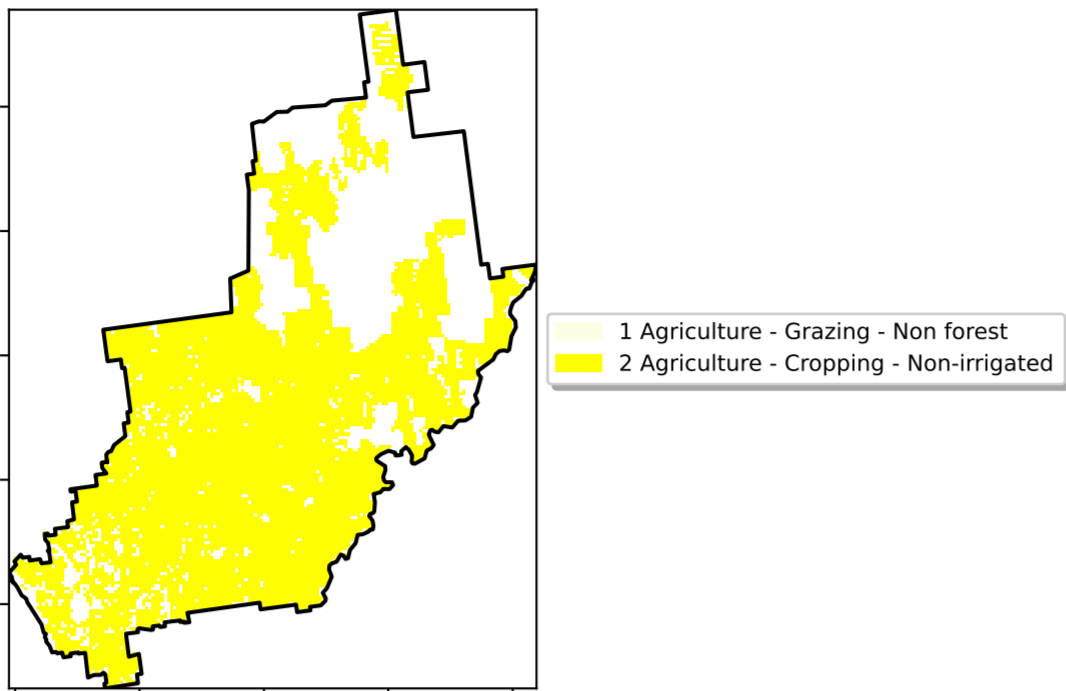 1 Agriculture - Grazing - Non forest
2 Agriculture - Cropping - Non-irrigated